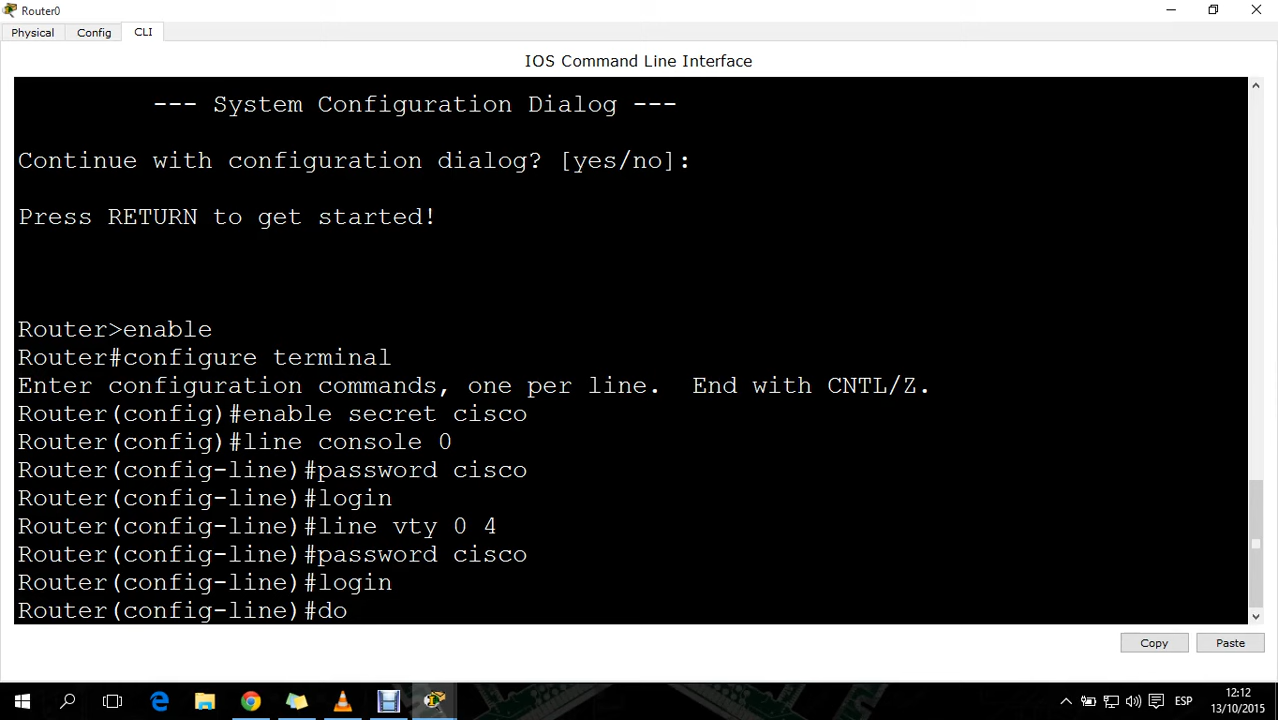 Router0
Physical Config CLI
IOS Command Line Interface
--- System Configuration Dialog ---
Continue with configuration dialog? [yes/no]:
Press RETURN to get started!
Router>enable
Router#configure terminal
Enter configuration commands, one per line.  End with CNTL/Z.
Router(config)#enable secret cisco
Router(config)#line console 0
Router(config-line)#password cisco
Router(config-line)#login
Router(config-line)#line vty 0 4
Router(config-line)#password cisco
Router(config-line)#login
Router(config-line)#do
Copy Paste
ESP
12:12
13/10/2015